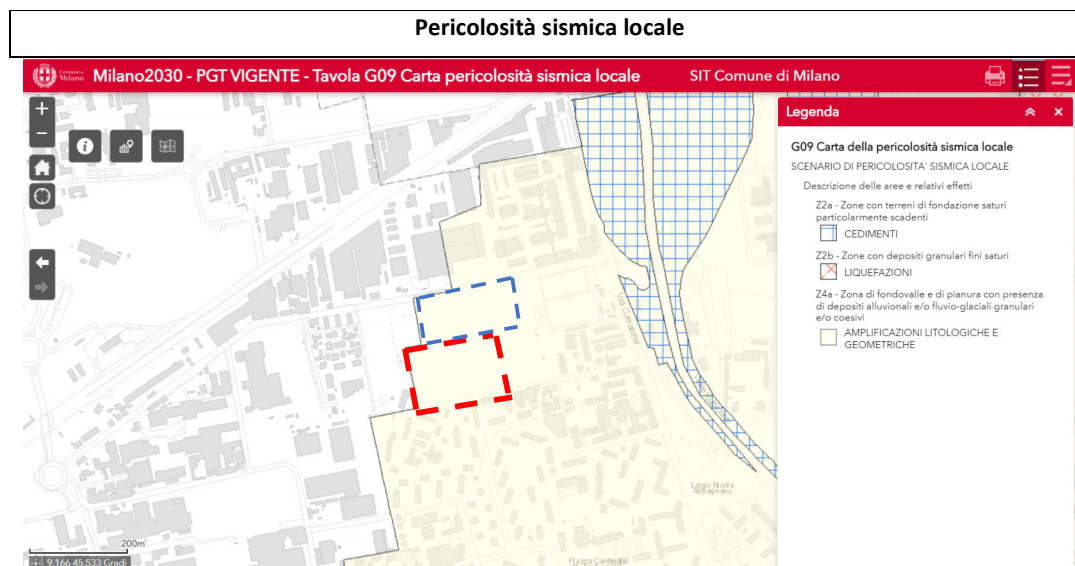 Pericolosità sismica locale
Comune di Milano
Milano2030 - PGT VIGENTE - Tavola G09 Carta pericolosità sismica locale
SIT Comune di Milano
+
−
i
Legenda
G09 Carta della pericolosità sismica locale
SCENARIO DI PERICOLOSITA' SISMICA LOCALE
Descrizione delle aree e relativi effetti
Z2a - Zone con terreni di fondazione saturi
particolarmente scadenti
CEDIMENTI
Z2b - Zone con depositi granulari fini saturi
LIQUEFAZIONI
Z4a - Zona di fondovalle e di pianura con presenza
di depositi alluvionali e/o fluvio-glaciali granulari
e/o coesivi
AMPLIFICAZIONI LITOLOGICHE E
GEOMETRICHE
Largo Nicola
Abbagnano
200m
9,166 45,533 Gradi